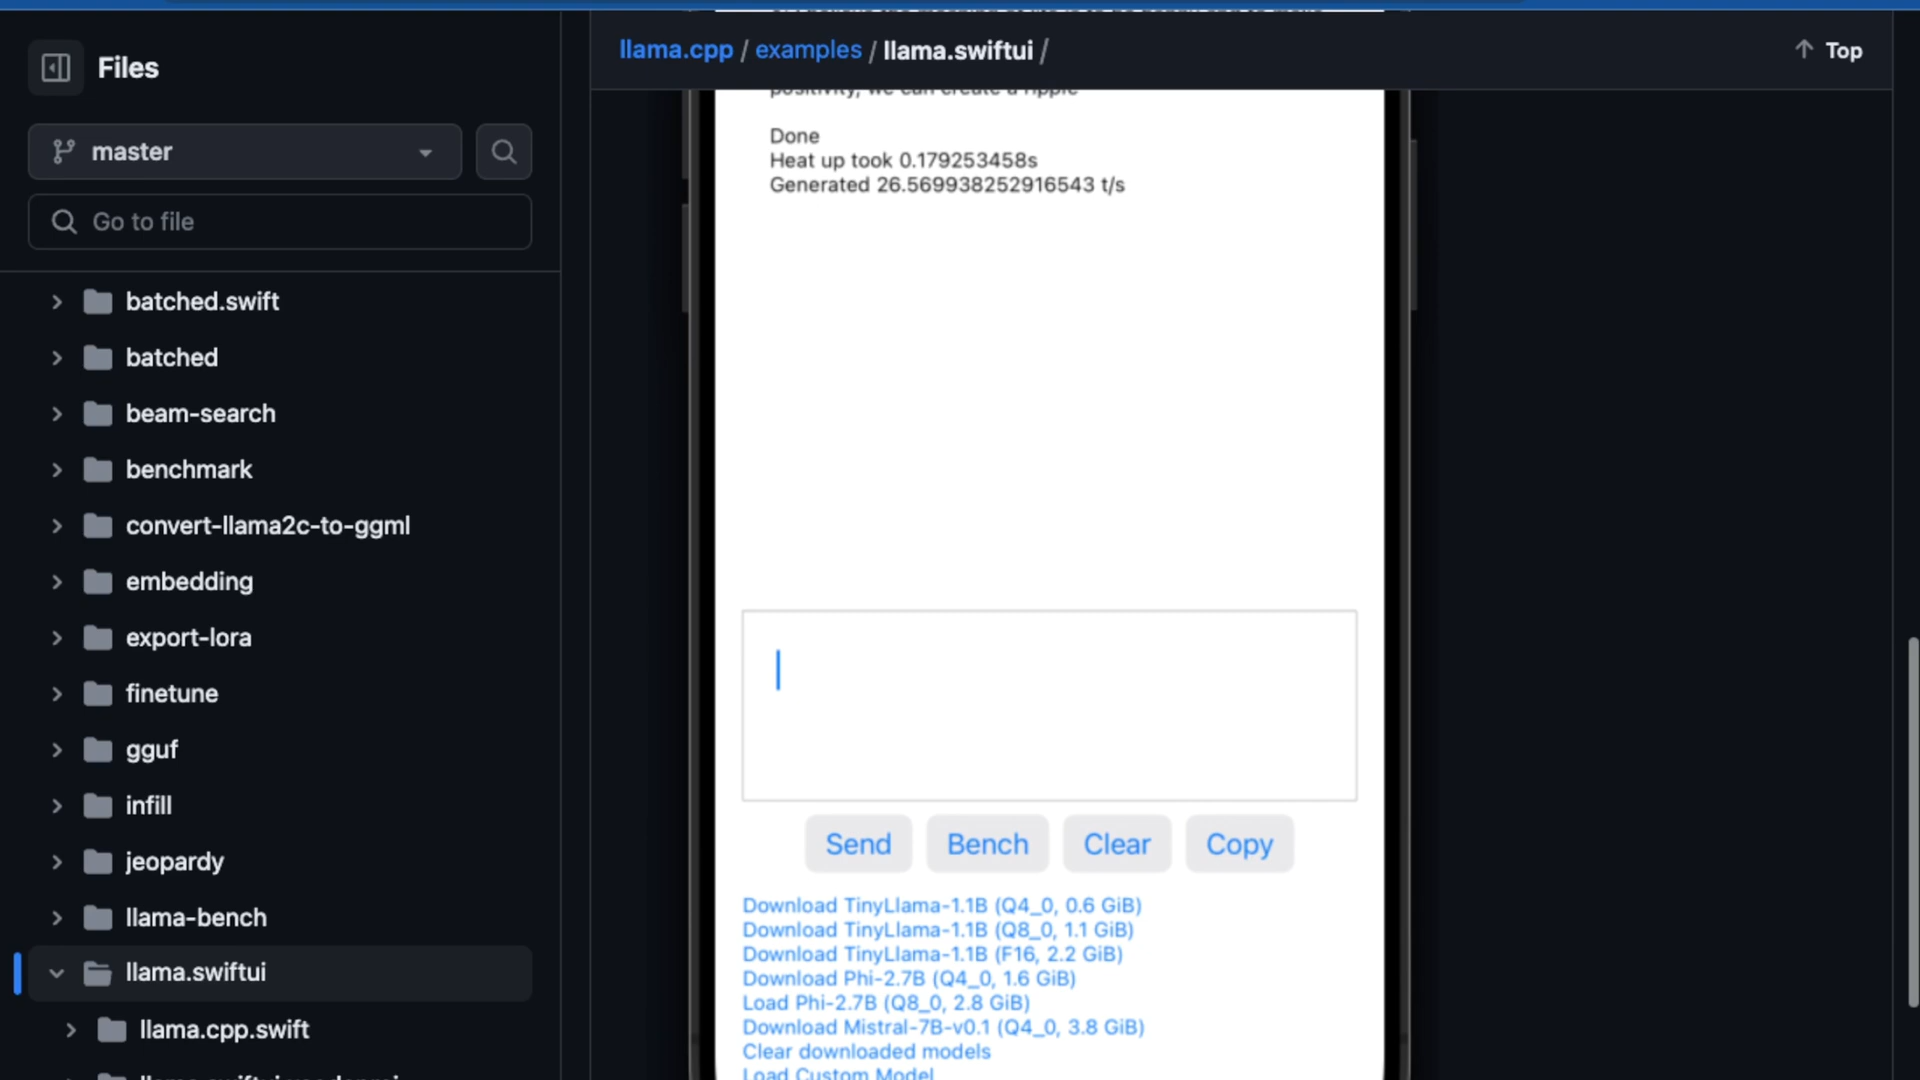 Files
master
Go to file
batched.swift
batched
beam-search
benchmark
convert-llama2c-to-ggml
embedding
export-lora
finetune
gguf
infill
jeopardy
llama-bench
llama.swiftui
llama.cpp.swift
llama.cpp / examples / llama.swiftui /
Top
positivity, we can create a ripple
Done
Heat up took 0.179253458s
Generated 26.569938252916543 t/s
Send Bench Clear Copy
Download TinyLlama-1.1B (Q4_0, 0.6 GiB)
Download TinyLlama-1.1B (Q8_0, 1.1 GiB)
Download TinyLlama-1.1B (F16, 2.2 GiB)
Download Phi-2.7B (Q4_0, 1.6 GiB)
Load Phi-2.7B (Q8_0, 2.8 GiB)
Download Mistral-7B-v0.1 (Q4_0, 3.8 GiB)
Clear downloaded models
Load Custom Model